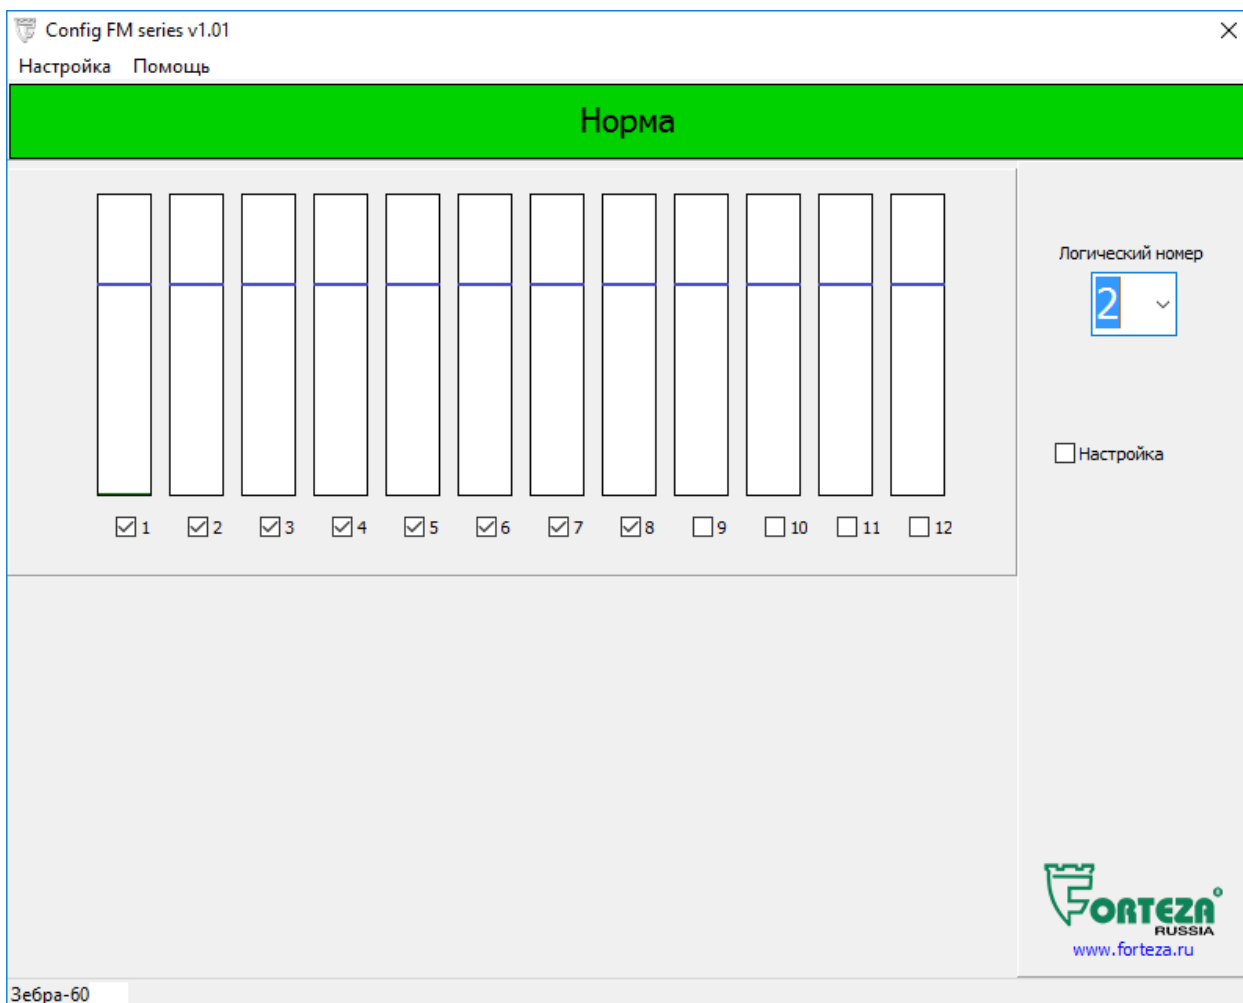 Config FM series v1.01
Настройка Помощь
Норма
Логический номер
2
Настройка
1 2 3 4 5 6 7 8 9 10 11 12
FORTEZA®
RUSSIA
www.forteza.ru
Зебра-60